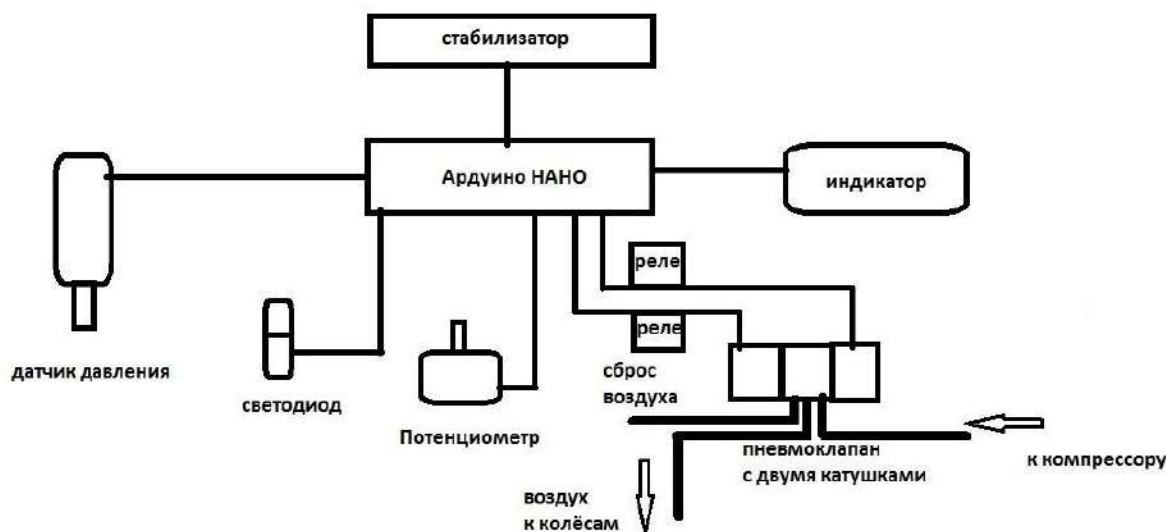 стабилизатор
Ардуино НАНО
индикатор
реле
реле
датчик давления
светодиод
Потенциометр
сброс
воздуха
пневмоклапан
с двумя катушками
к компрессору
воздух
к колёсам